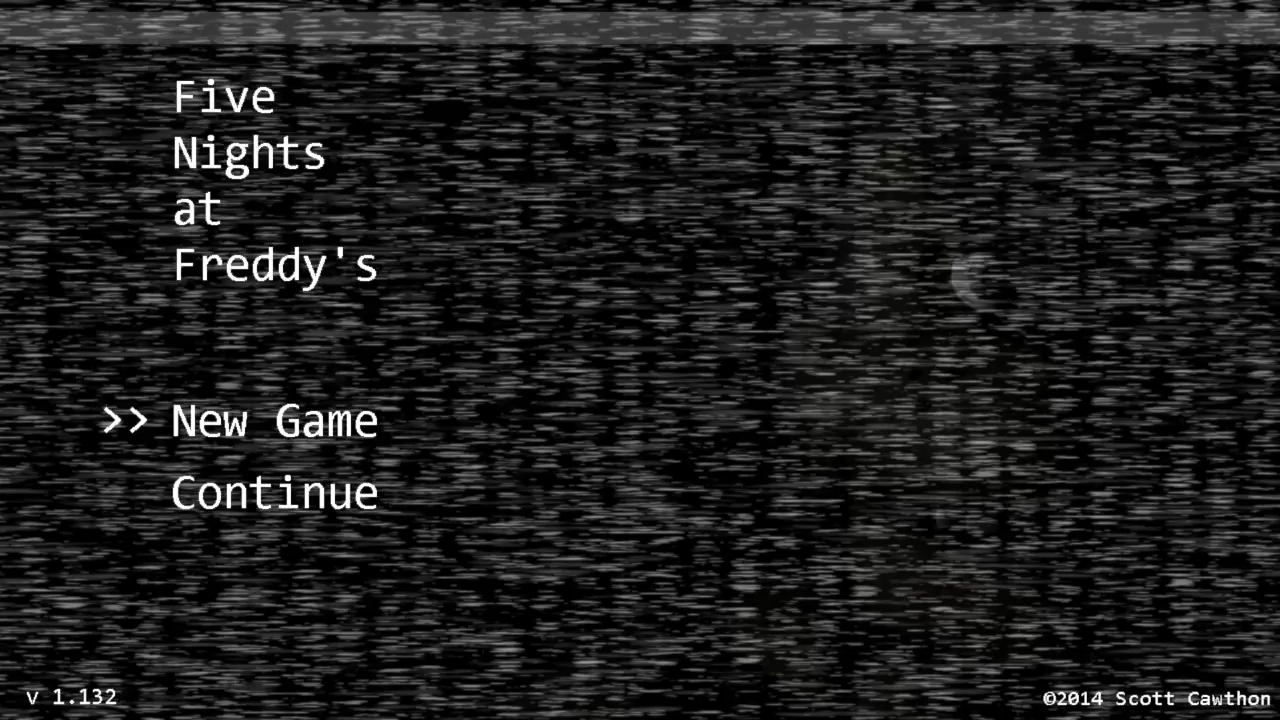 Five
Nights
at
Freddy's
>> New Game
Continue
v 1.132
©2014 Scott Cawthon